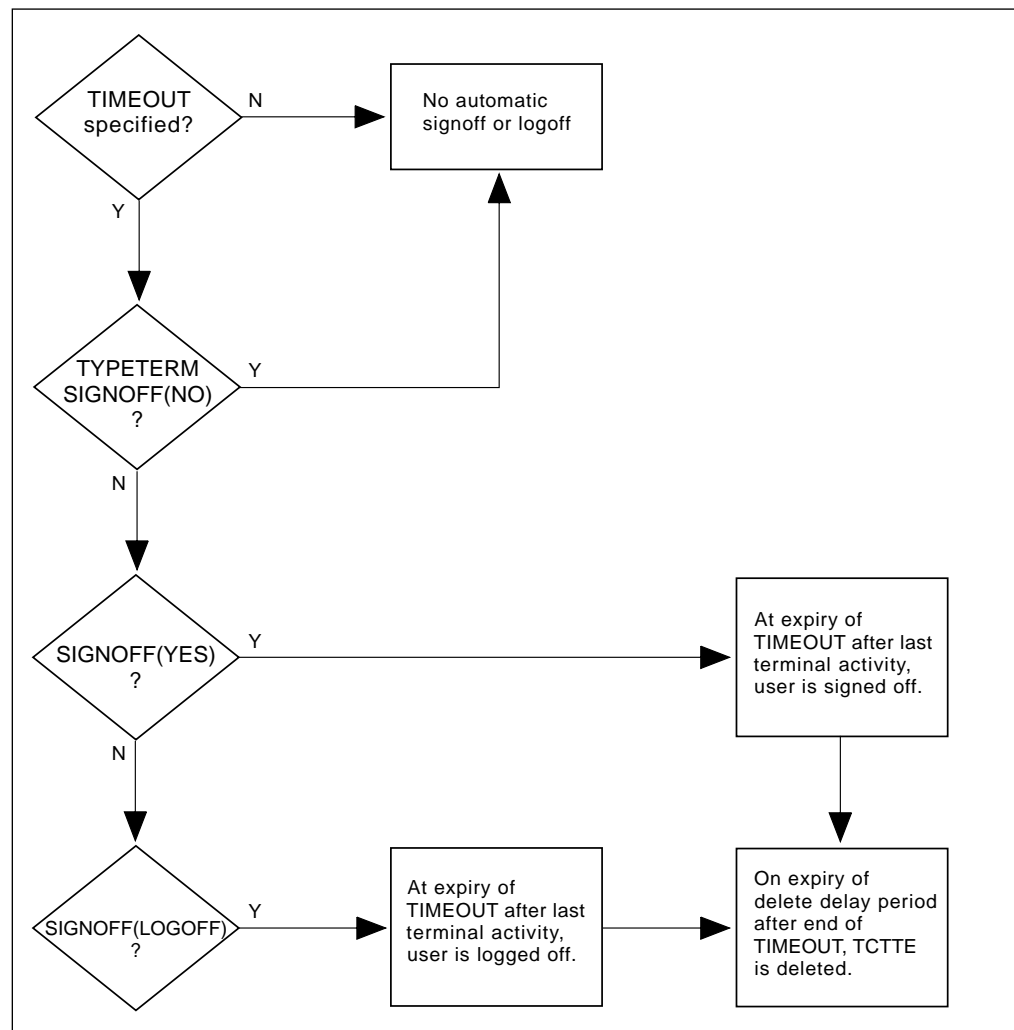 TIMEOUT
specified?
N
No automatic
signoff or logoff
Y
TYPETERM
SIGNOFF(NO)
?
Y
N
SIGNOFF(YES)
?
Y
At expiry of
TIMEOUT after last
terminal activity,
user is signed off.
N
SIGNOFF(LOGOFF)
?
Y
At expiry of
TIMEOUT after last
terminal activity,
user is logged off.
On expiry of
delete delay period
after end of
TIMEOUT, TCTTE
is deleted.